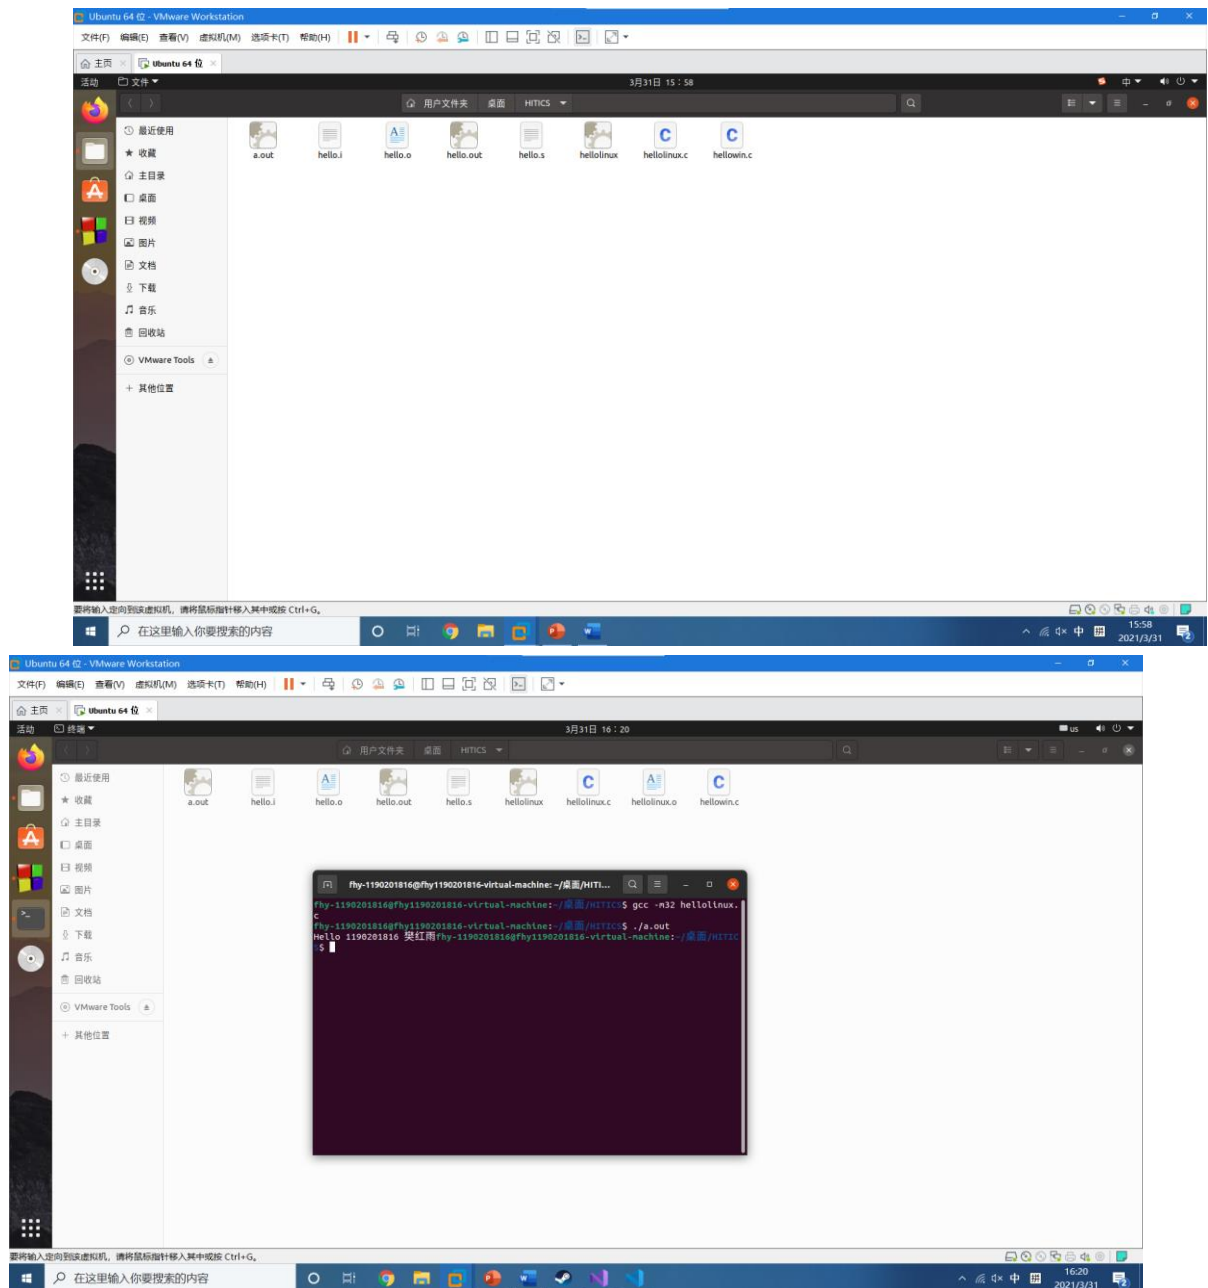 Ubuntu 64 位 - VMware Workstation
文件(F) 编辑(E) 查看(V) 虚拟机(M) 选项卡(T) 帮助(H)
主页 Ubuntu 64 位
活动 文件 3月31日 15:58 中
用户文件夹 桌面 HITICS
最近使用
收藏
主目录
桌面
视频
图片
文档
下载
音乐
回收站
VMware Tools
+ 其他位置
a.out hello.i hello.o hello.out hello.s hellolinux hellolinux.c hellowin.c
要将输入定向到该虚拟机，请将鼠标指针移入其中或按 Ctrl+G。
在这里输入你要搜索的内容 中 15:58
2021/3/31
Ubuntu 64 位 - VMware Workstation
文件(F) 编辑(E) 查看(V) 虚拟机(M) 选项卡(T) 帮助(H)
主页 Ubuntu 64 位
活动 终端 3月31日 16:20 us
用户文件夹 桌面 HITICS
最近使用
收藏
主目录
桌面
视频
图片
文档
下载
音乐
回收站
VMware Tools
+ 其他位置
a.out hello.i hello.o hello.out hello.s hellolinux hellolinux.c hellolinux.o hellowin.c
fhy-1190201816@fhy1190201816-virtual-machine: ~/桌面/HITI...
fhy-1190201816@fhy1190201816-virtual-machine:~/桌面/HITICS$ gcc -m32 hellolinux.
c
fhy-1190201816@fhy1190201816-virtual-machine:~/桌面/HITICS$ ./a.out
Hello 1190201816 樊红雨fhy-1190201816@fhy1190201816-virtual-machine:~/桌面/HITIC
S$
要将输入定向到该虚拟机，请将鼠标指针移入其中或按 Ctrl+G。
在这里输入你要搜索的内容 中 16:20
2021/3/31